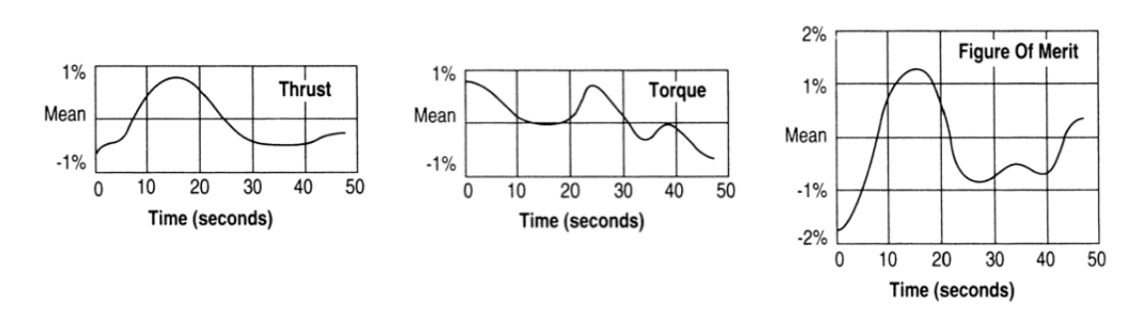 1%
Thrust
Mean
-1%
0 10 20 30 40 50
Time (seconds)
1%
Torque
Mean
-1%
0 10 20 30 40 50
Time (seconds)
2%
Figure Of Merit
1%
Mean
-1%
-2%
0 10 20 30 40 50
Time (seconds)